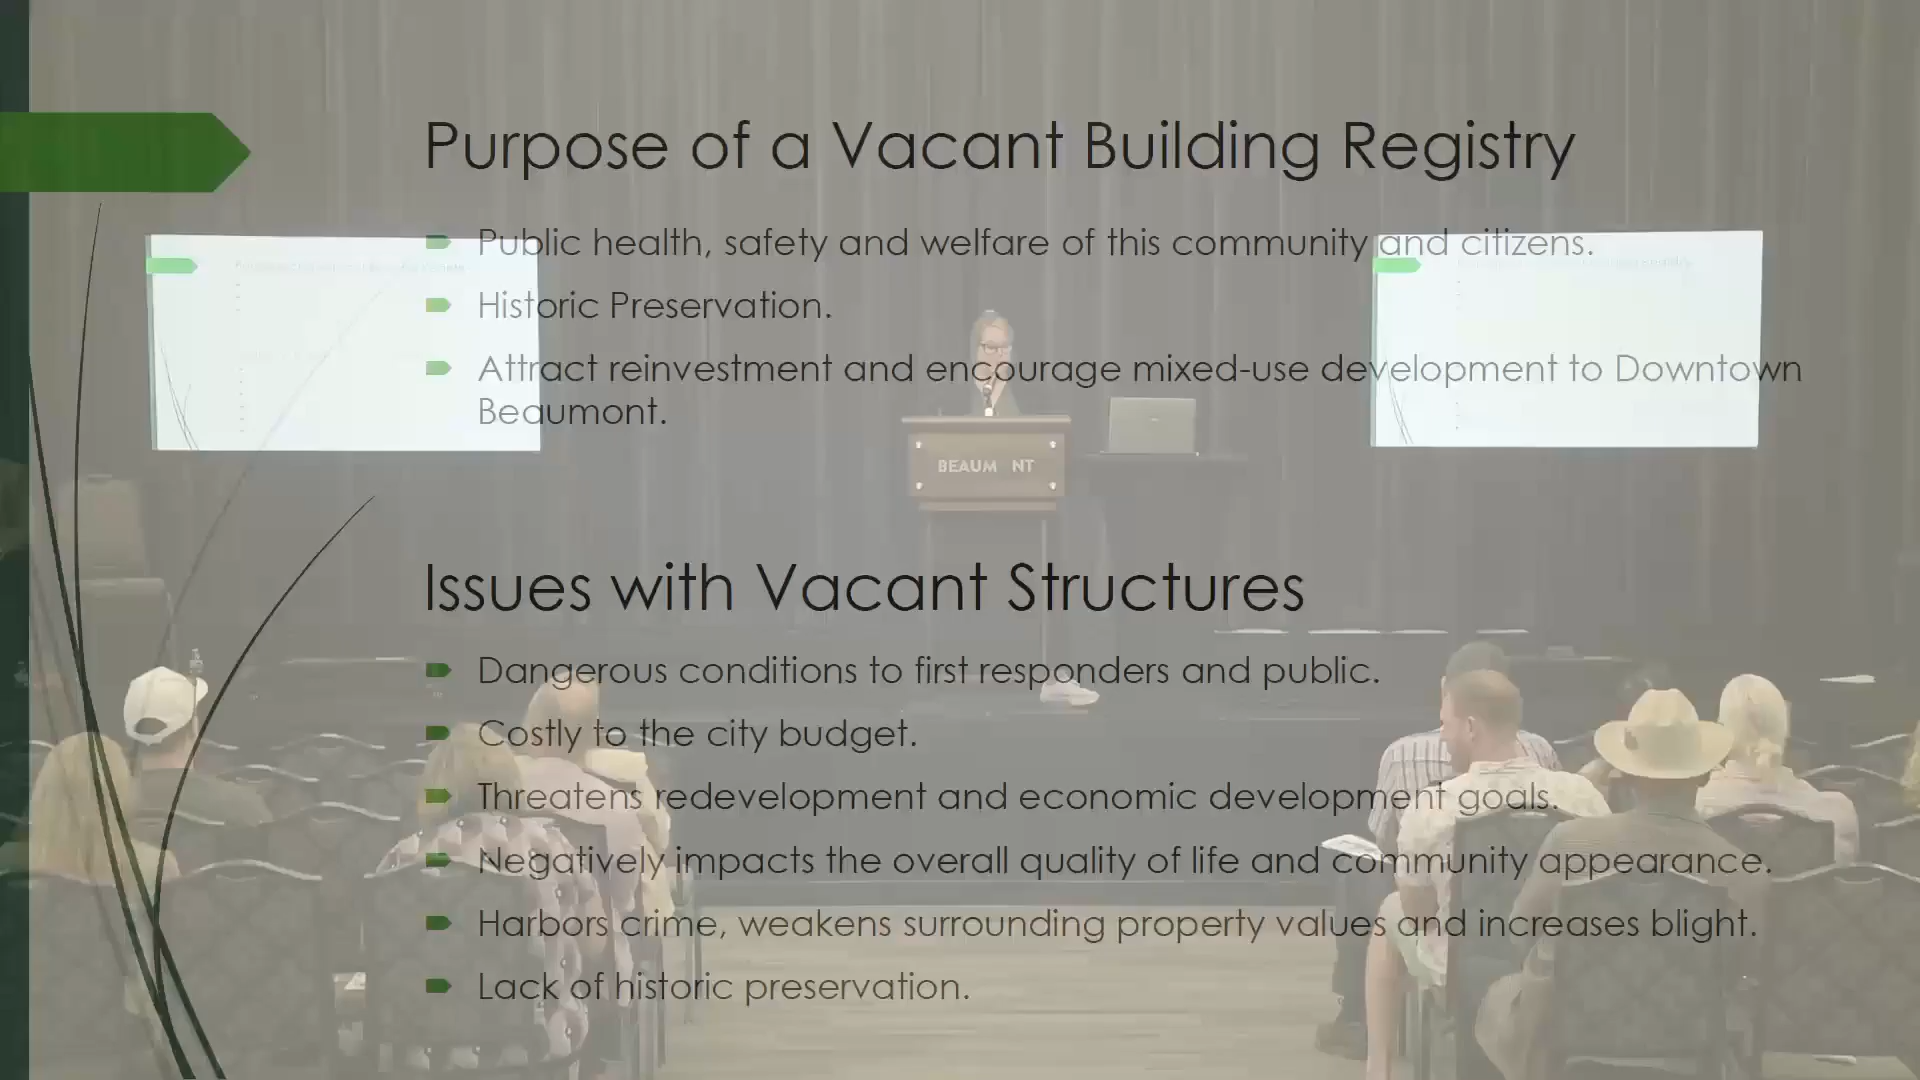 Purpose of a Vacant Building Registry
Public health, safety and welfare of this community and citizens.
Historic Preservation.
Attract reinvestment and encourage mixed-use development to Downtown
Beaumont.
BEAUM NT
Issues with Vacant Structures
Dangerous conditions to first responders and public.
Costly to the city budget.
Threatens redevelopment and economic development goals.
Negatively impacts the overall quality of life and community appearance.
Harbors crime, weakens surrounding property values and increases blight.
Lack of historic preservation.